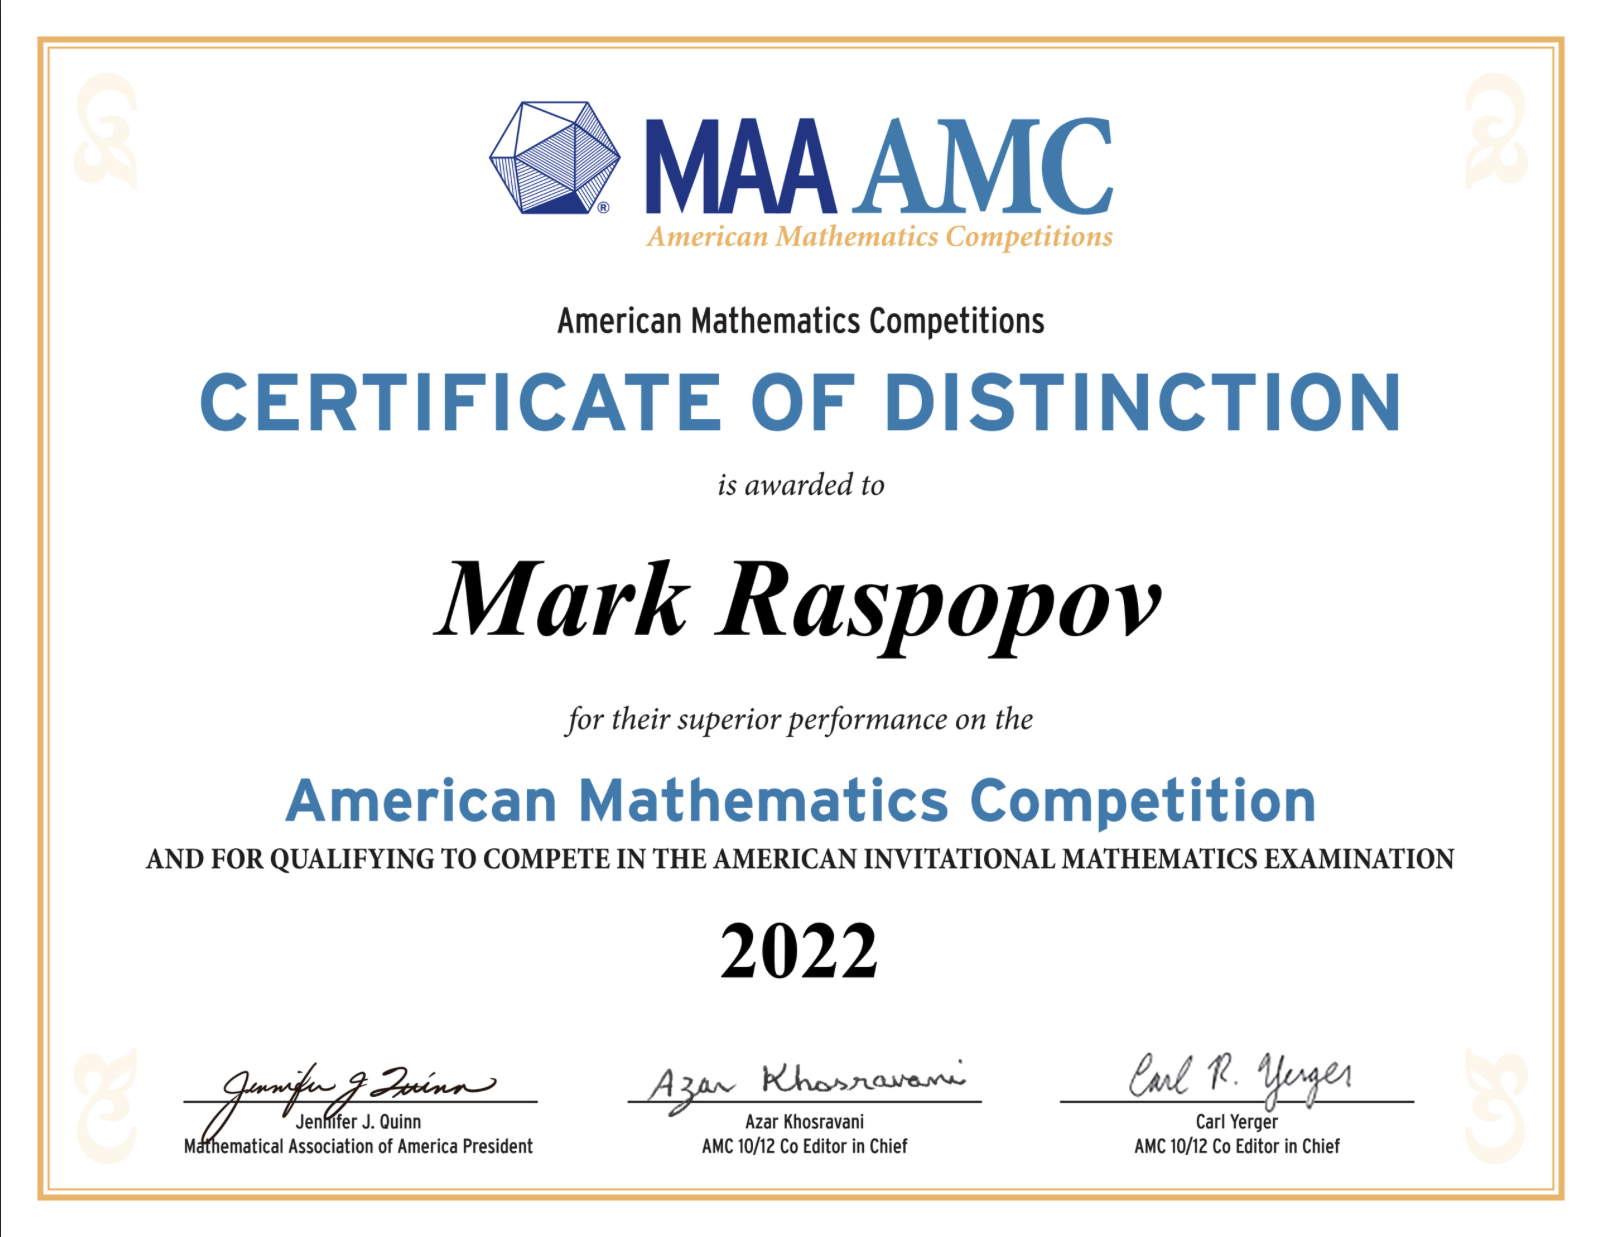 MAA AMC
®
American Mathematics Competitions
American Mathematics Competitions
CERTIFICATE OF DISTINCTION
is awarded to
Mark Raspopov
for their superior performance on the
American Mathematics Competition
AND FOR QUALIFYING TO COMPETE IN THE AMERICAN INVITATIONAL MATHEMATICS EXAMINATION
2022
Jennifer J Quinn
Azar Khosravani
Carl R. Yerger
Jennifer J. Quinn
Azar Khosravani
Carl Yerger
Mathematical Association of America President
AMC 10/12 Co Editor in Chief
AMC 10/12 Co Editor in Chief